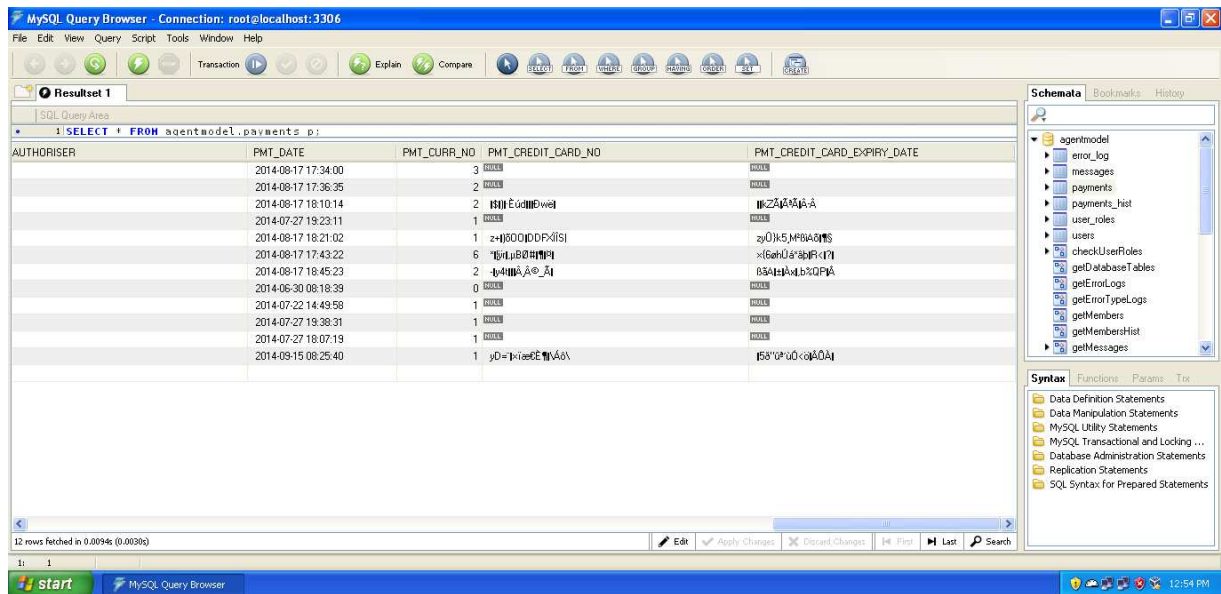 MySQL Query Browser - Connection: root@localhost:3306
File Edit View Query Script Tools Window Help
Transaction Explain Compare SELECT FROM WHERE GROUP HAVING ORDER SET CREATE
Resultset 1
SQL Query Area
1 SELECT * FROM agentmodel.payments p;
AUTHORISER PMT_DATE PMT_CURR_NO PMT_CREDIT_CARD_NO PMT_CREDIT_CARD_EXPIRY_DATE
2014-08-17 17:34:00 3 NULL NULL
2014-08-17 17:36:35 2 NULL NULL
2014-08-17 18:10:14 2
2014-07-27 19:23:11 1 NULL NULL
2014-08-17 18:21:02 1
2014-08-17 17:43:22 6
2014-08-17 18:45:23 2
2014-06-30 08:18:39 0 NULL NULL
2014-07-22 14:49:58 1 NULL NULL
2014-07-27 19:38:31 1 NULL NULL
2014-07-27 18:07:19 1 NULL NULL
2014-09-15 08:25:40 1
12 rows fetched in 0.0094s (0.0030s)
Edit Apply Changes Discard Changes First Last Search
1: 1
Schemata Bookmarks History
agentmodel
error_log
messages
payments
payments_hist
user_roles
users
checkUserRoles
getDatabaseTables
getErrorLogs
getErrorTypeLogs
getMembers
getMembersHist
getMessages
Syntax Functions Params Trx
Data Definition Statements
Data Manipulation Statements
MySQL Utility Statements
MySQL Transactional and Locking ...
Database Administration Statements
Replication Statements
SQL Syntax for Prepared Statements
start MySQL Query Browser 12:54 PM